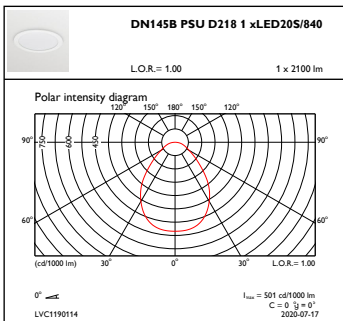 DN145B PSU D218 1 xLED20S/840
L.O.R.= 1.00 1 x 2100 lm
Polar intensity diagram
120° 150° 180° 150° 120°
90° 750 600 450 90°
60° 60°
(cd/1000 lm) 30° 0° 30° L.O.R.= 1.00
0° Imax = 501 cd/1000 lm
C = 0 °g = 0°
LVC1190114 2020-07-17